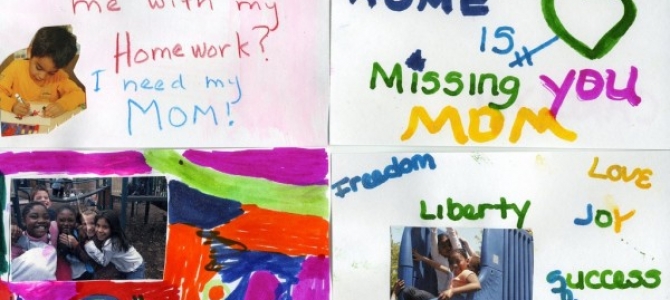 me with my
Homework?
I need my
MOM!
HOME
IS
Missing you
MOM
Freedom
LOVE
Liberty
JOY
success